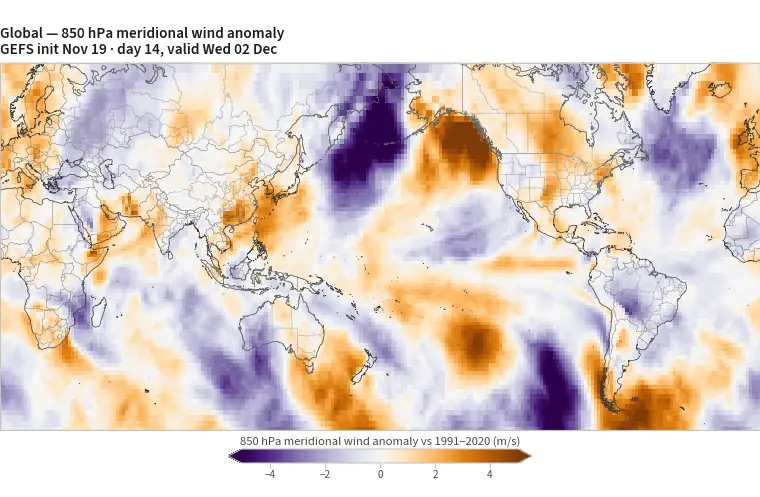 Global — 850 hPa meridional wind anomaly
GEFS init Nov 19 · day 14, valid Wed 02 Dec
850 hPa meridional wind anomaly vs 1991–2020 (m/s)
−4 −2 0 2 4